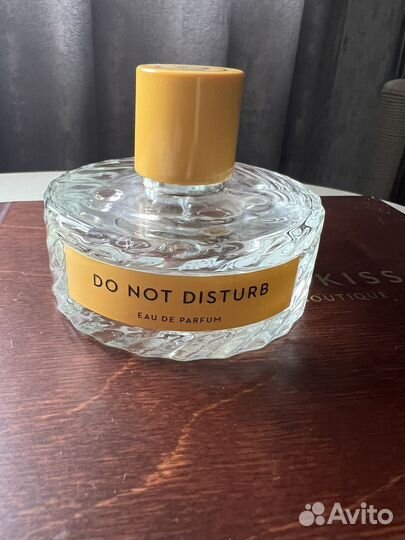 DO NOT DISTURB
EAU DE PARFUM
KISS
OUTIQUE
Avito